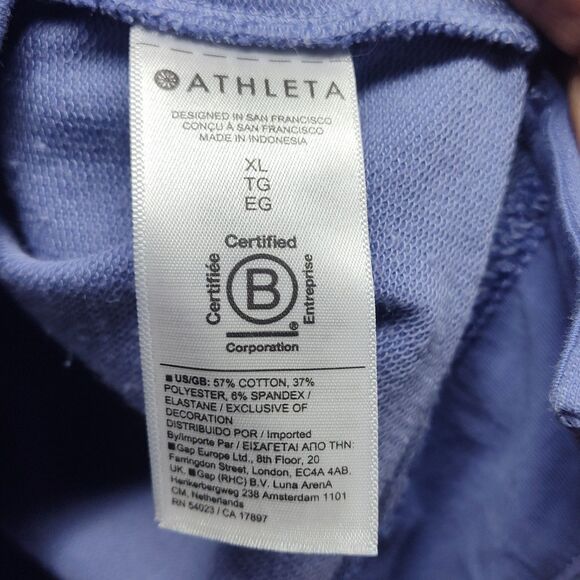 ATHLETA
DESIGNED IN SAN FRANCISCO
CONÇU À SAN FRANCISCO
MADE IN INDONESIA
XL
TG
EG
Certified
Certifiée
B
Entreprise
®
Corporation
■US/GB: 57% COTTON, 37%
POLYESTER, 6% SPANDEX /
ELASTANE / EXCLUSIVE OF
DECORATION
DISTRIBUIDO POR / Imported
By/Importe Par / ΕΙΣΑΓΕΤΑΙ ΑΠΟ ΤΗΝ:
■Gap Europe Ltd., 8th Floor, 20
Farringdon Street, London, EC4A 4AB.
UK. ■Gap (RHC) B.V. Luna ArenA
Herikerbergweg 238 Amsterdam 1101
CM. Netherlands
RN 54023 / CA 17897